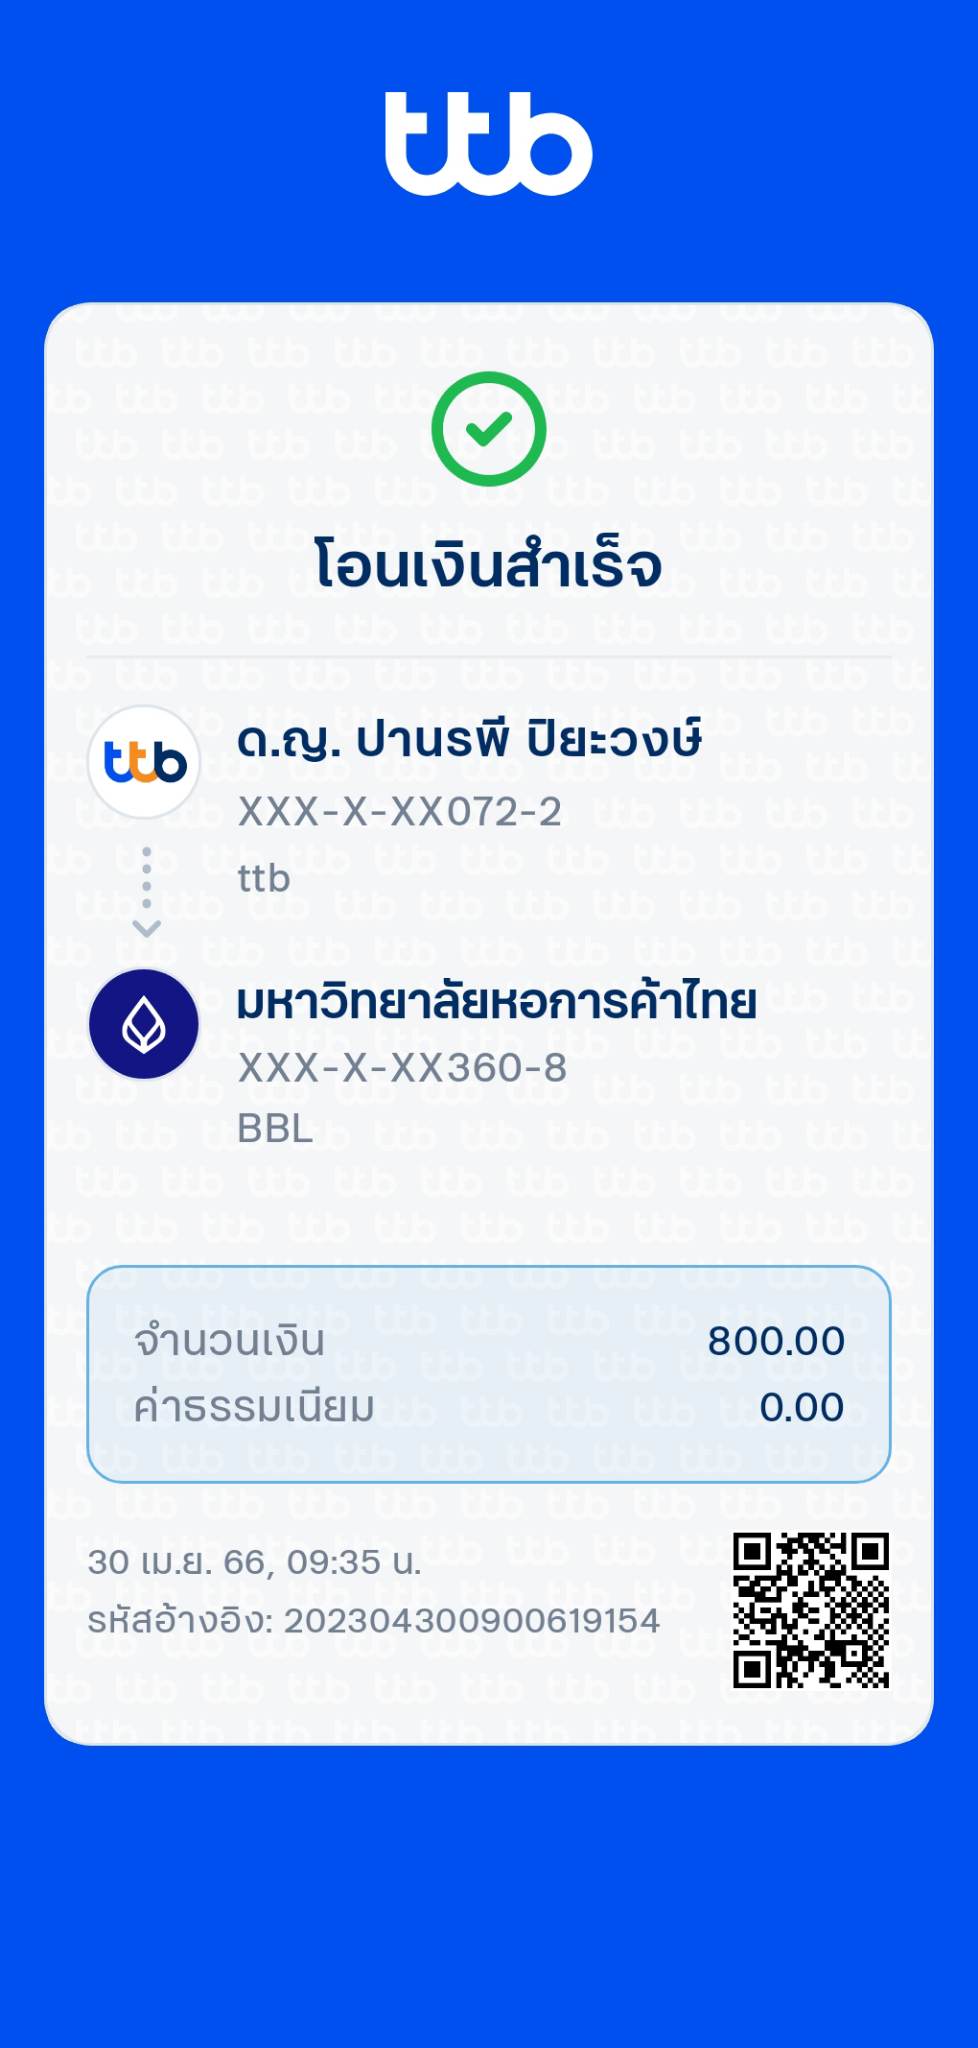 ttb
โอนเงินสำเร็จ
ttb
ด.ญ. ปานรพี ปิยะวงษ์
XXX-X-XX072-2
ttb
มหาวิทยาลัยหอการค้าไทย
XXX-X-XX360-8
BBL
จำนวนเงิน 800.00
ค่าธรรมเนียม 0.00
30 เม.ย. 66, 09:35 น.
รหัสอ้างอิง: 202304300900619154